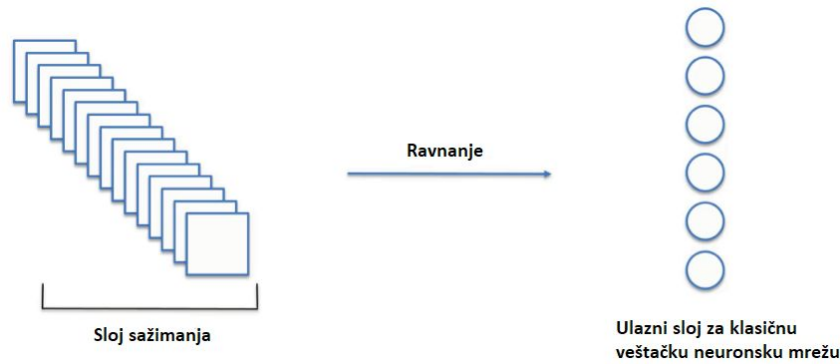 Ravnanje
Sloj sažimanja
Ulazni sloj za klasičnu
veštačku neuronsku mrežu